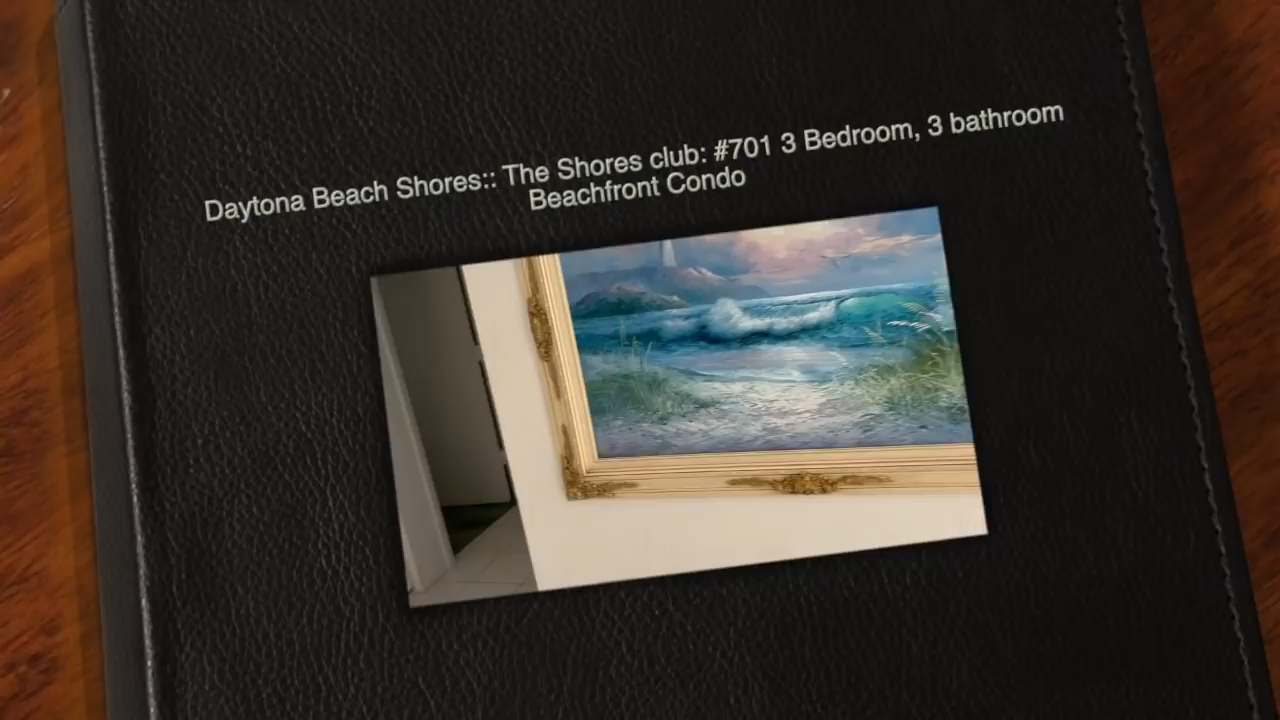 Daytona Beach Shores:: The Shores club: #701 3 Bedroom, 3 bathroom
Beachfront Condo